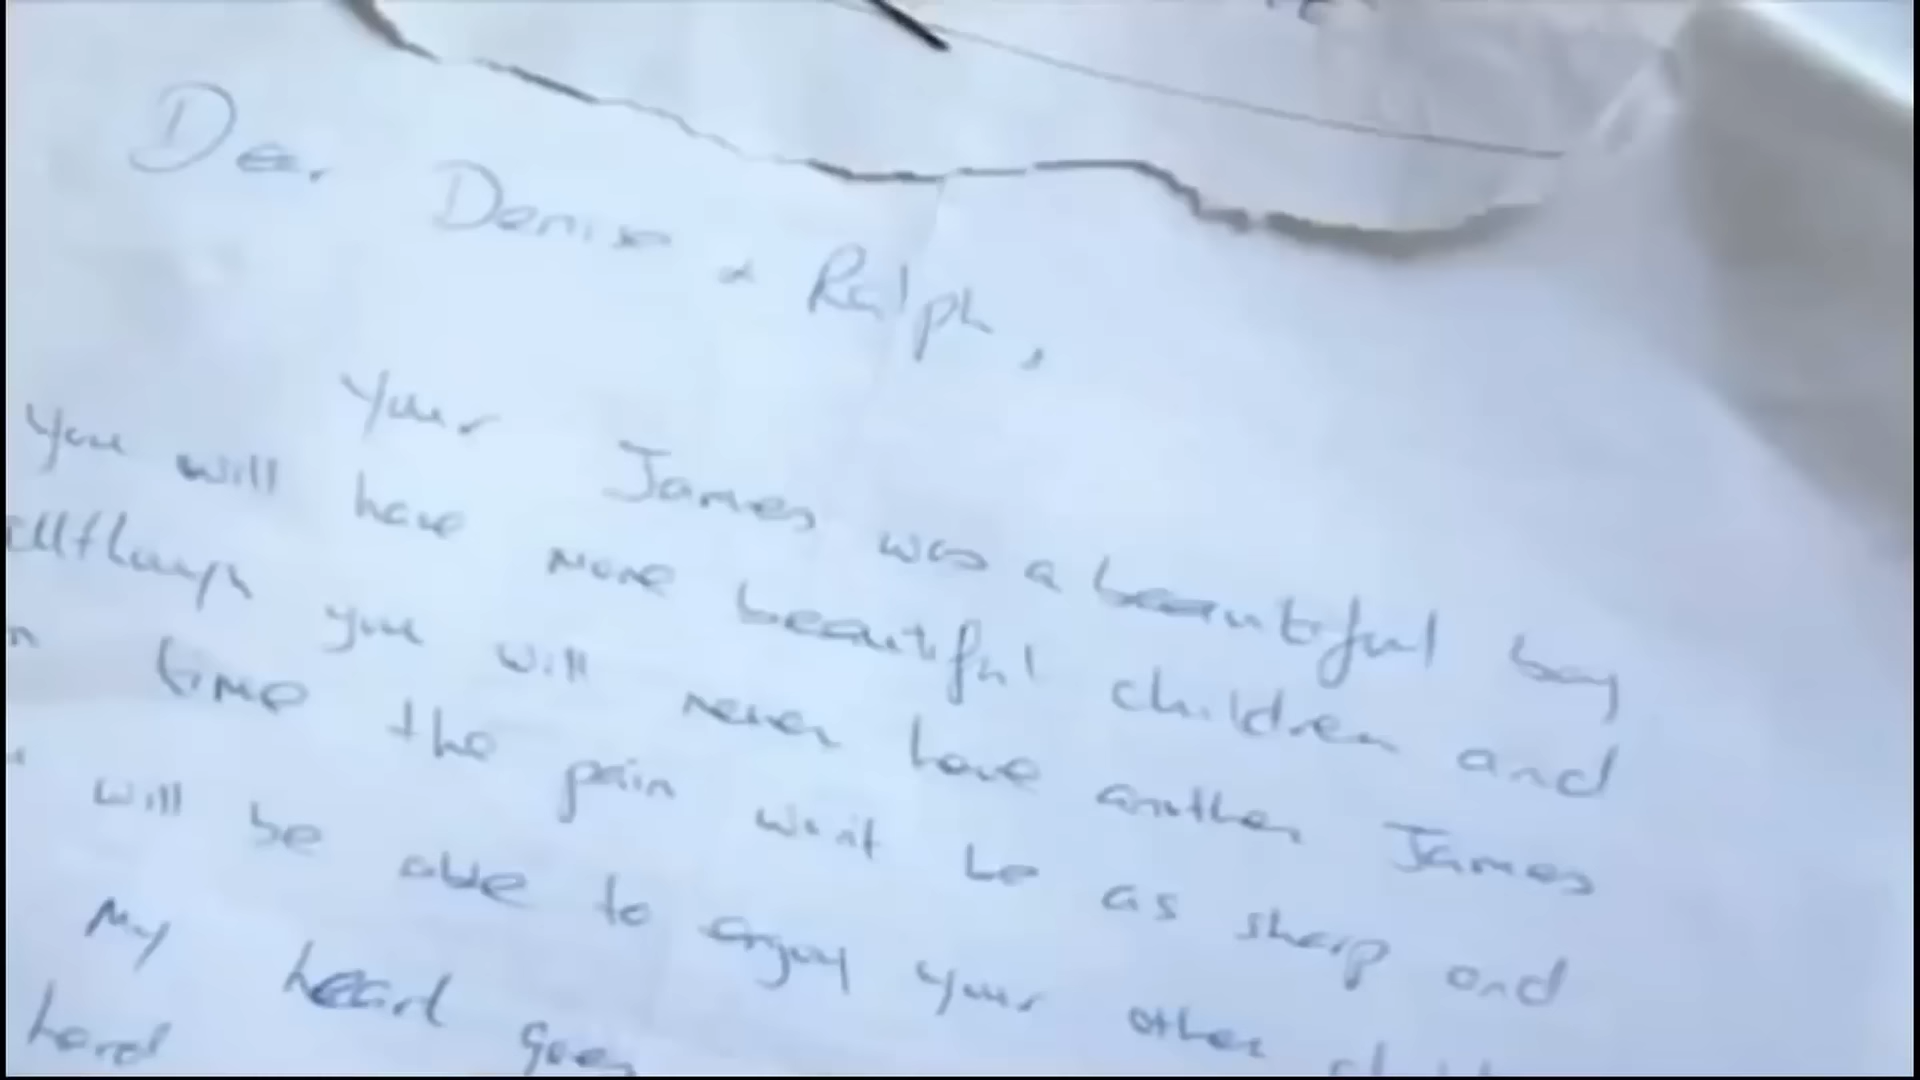 Dear Denise & Ralph,
Your James was a beautiful boy
You will have more beautiful children and
allthough you will never have another James
time the pain won't be as sharp and
will be able to enjoy your other
My heart goes
hard